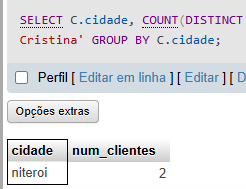 SELECT C.cidade, COUNT(DISTINCT
Cristina' GROUP BY C.cidade;
Perfil [ Editar em linha ] [ Editar ] [ D
Opções extras
cidade num_clientes
niteroi 2